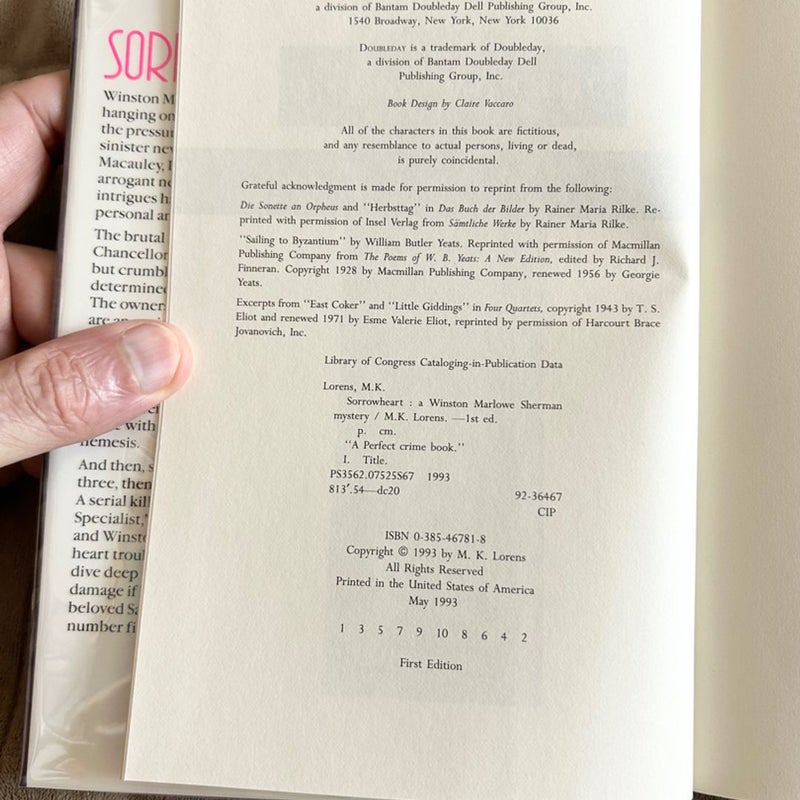 SOR
Winston M
hanging on
the pressu
sinister ne
Macauley,
arrogant ne
intrigues h
personal a
The brutal
Chancellor
but crumbl
determine
The owner
with
nemesis.
And then, s
three, then
A serial kil
Specialist,"
and Winst
heart trou
dive deep
damage if
beloved Sa
number fi
a division of Bantam Doubleday Dell Publishing Group, Inc.
1540 Broadway, New York, New York 10036
DOUBLEDAY is a trademark of Doubleday,
a division of Bantam Doubleday Dell
Publishing Group, Inc.
Book Design by Claire Vaccaro
All of the characters in this book are fictitious,
and any resemblance to actual persons, living or dead,
is purely coincidental.
Grateful acknowledgment is made for permission to reprint from the following:
Die Sonette an Orpheus and "Herbsttag" in Das Buch der Bilder by Rainer Maria Rilke. Re-
printed with permission of Insel Verlag from Sämtliche Werke by Rainer Maria Rilke.
"Sailing to Byzantium" by William Butler Yeats. Reprinted with permission of Macmillan
Publishing Company from The Poems of W. B. Yeats: A New Edition, edited by Richard J.
Finneran. Copyright 1928 by Macmillan Publishing Company, renewed 1956 by Georgie
Yeats.
Excerpts from "East Coker" and "Little Giddings" in Four Quartets, copyright 1943 by T. S.
Eliot and renewed 1971 by Esme Valerie Eliot, reprinted by permission of Harcourt Brace
Jovanovich, Inc.
Library of Congress Cataloging-in-Publication Data
Lorens, M.K.
Sorrowheart : a Winston Marlowe Sherman
mystery / M.K. Lorens. —1st ed.
p. cm.
"A Perfect crime book."
I. Title.
PS3562.O7525S67 1993
813'.54—dc20
92-36467
CIP
ISBN 0-385-46781-8
Copyright © 1993 by M. K. Lorens
All Rights Reserved
Printed in the United States of America
May 1993
1 3 5 7 9 10 8 6 4 2
First Edition